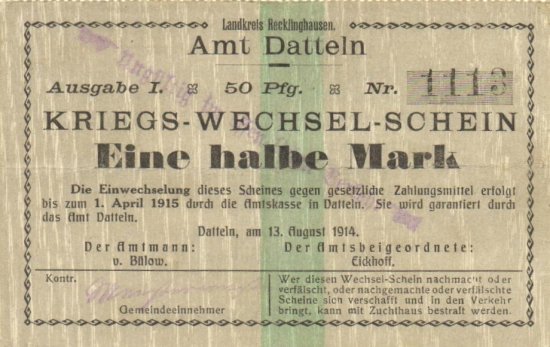 Landkreis Recklinghausen.
Amt Datteln
Ausgabe I. 50 Pfg. Nr. 1113
KRIEGS-WECHSEL-SCHEIN
Eine halbe Mark
Die Einwechselung dieses Scheines gegen gesetzliche Zahlungsmittel erfolgt
bis zum 1. April 1915 durch die Amtskasse in Datteln. Sie wird garantiert durch
das Amt Datteln.
Datteln, am 13. August 1914.
Der Amtmann: Der Amtsbeigeordnete:
v. Bülow. Eickhoff.
Kontr.
Gemeindeeinnehmer
Wer diesen Wechsel-Schein nachmacht oder
verfälscht, oder nachgemachte oder verfälschte
Scheine sich verschafft und in den Verkehr
bringt, kann mit Zuchthaus bestraft werden.